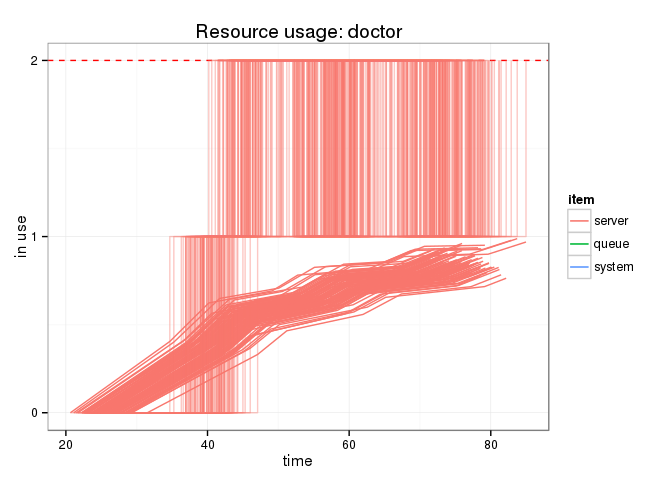 Resource usage: doctor
in use
2
1
0
20 40 60 80
time
item
server
queue
system